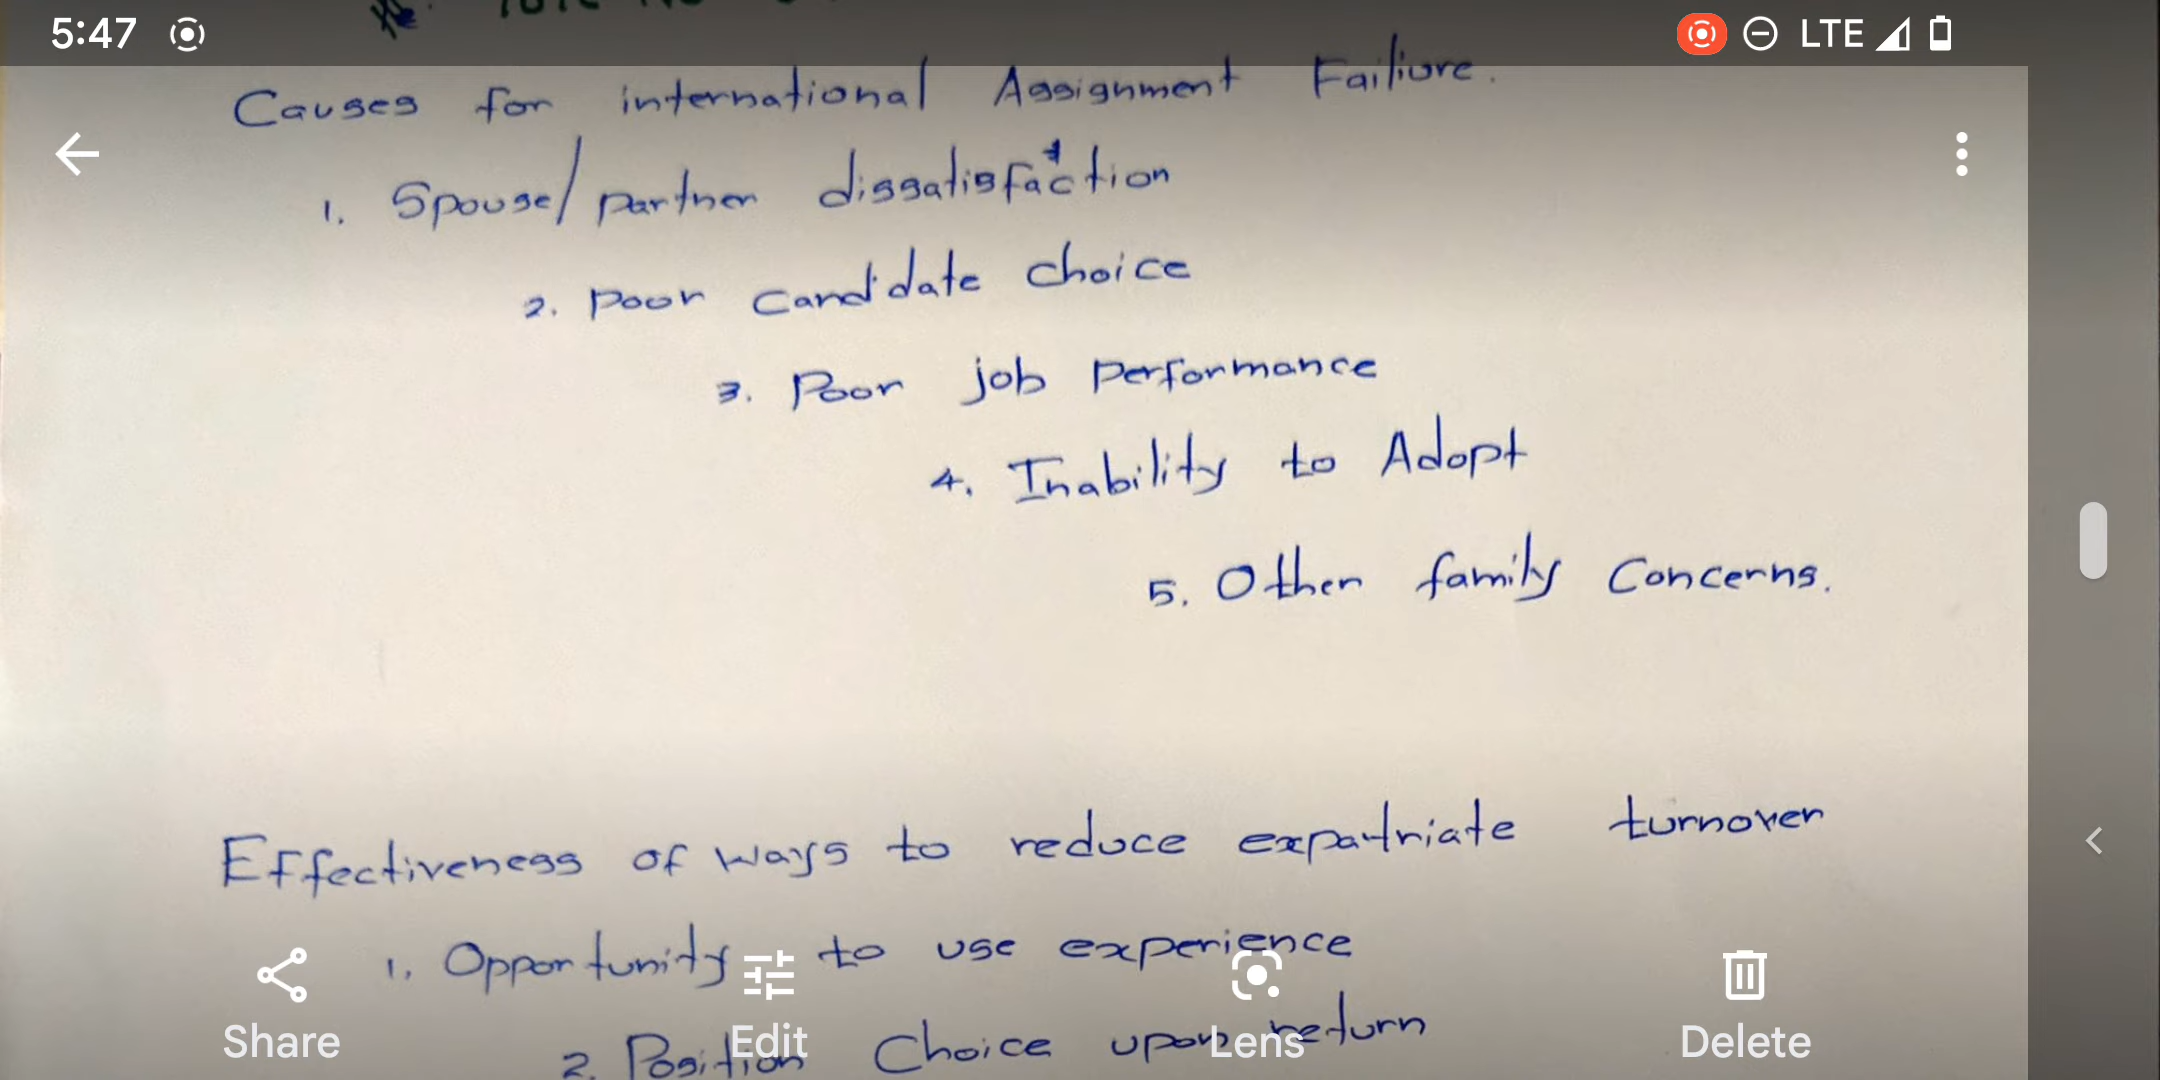 5:47 LTE
Causes for international Assignment Failiure.
1. Spouse/partner dissatisfaction
2. Poor candidate choice
3. Poor job performance
4. Inability to Adopt
5. Other family Concerns.
Effectiveness of ways to reduce expatriate turnover
1. Opportunity to use experience
2. Position Choice upon return
Share Edit Lens Delete